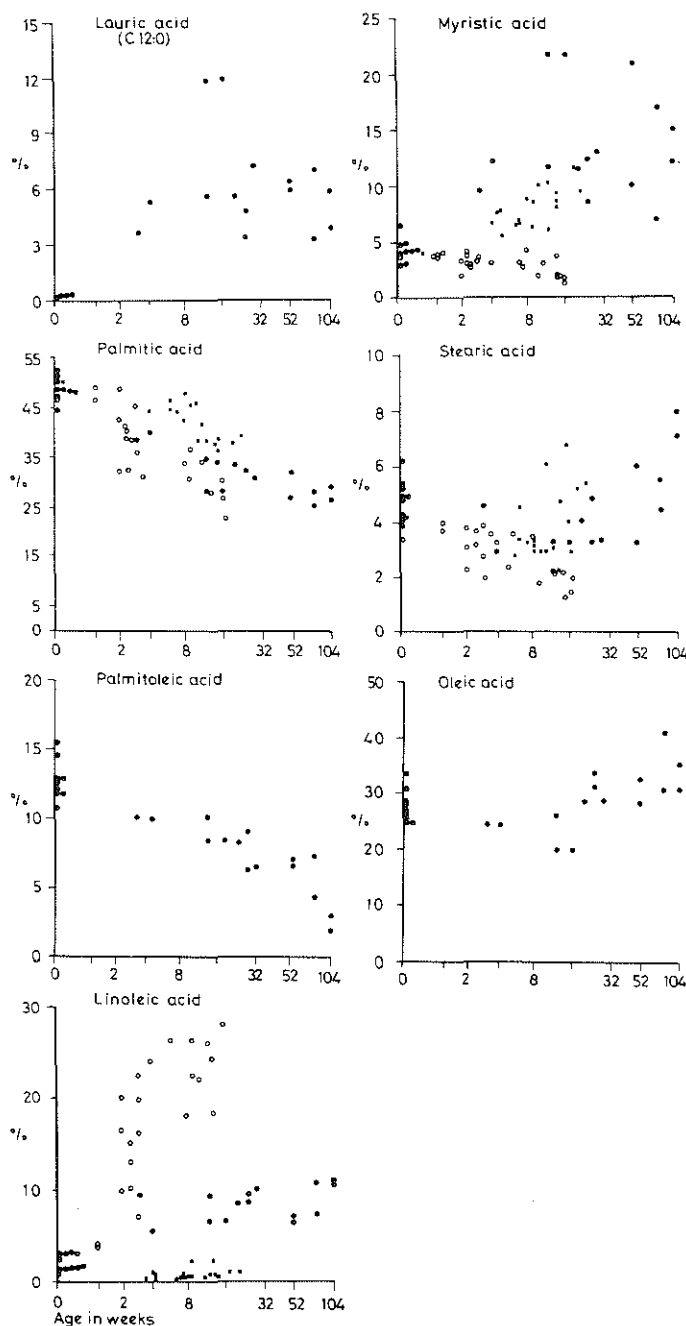 Lauric acid
(C 12:0)
15
12
9
°/°
6
3
0
0 2 8 32 52 104
Myristic acid
25
20
15
°/°
10
5
0
0 2 8 32 52 104
Palmitic acid
55
45
35
°/°
25
15
5
0
0 2 8 32 52 104
Stearic acid
10
8
6
°/°
4
2
0
0 2 8 32 52 104
Palmitoleic acid
20
15
°/°
10
5
0
0 2 8 32 52 104
Oleic acid
50
40
30
°/°
20
10
0
0 2 8 32 52 104
Linoleic acid
30
20
°/°
10
0
0 2 8 32 52 104
Age in weeks